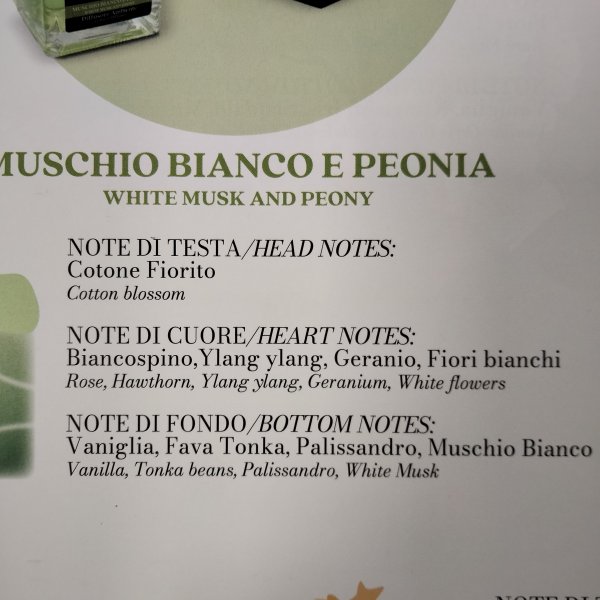 MUSCHIO BIANCO E PEONIA
WHITE MUSK AND PEONY
NOTE DI TESTA/HEAD NOTES:
Cotone Fiorito
Cotton blossom
NOTE DI CUORE/HEART NOTES:
Biancospino,Ylang ylang, Geranio, Fiori bianchi
Rose, Hawthorn, Ylang ylang, Geranium, White flowers
NOTE DI FONDO/BOTTOM NOTES:
Vaniglia, Fava Tonka, Palissandro, Muschio Bianco
Vanilla, Tonka beans, Palissandro, White Musk